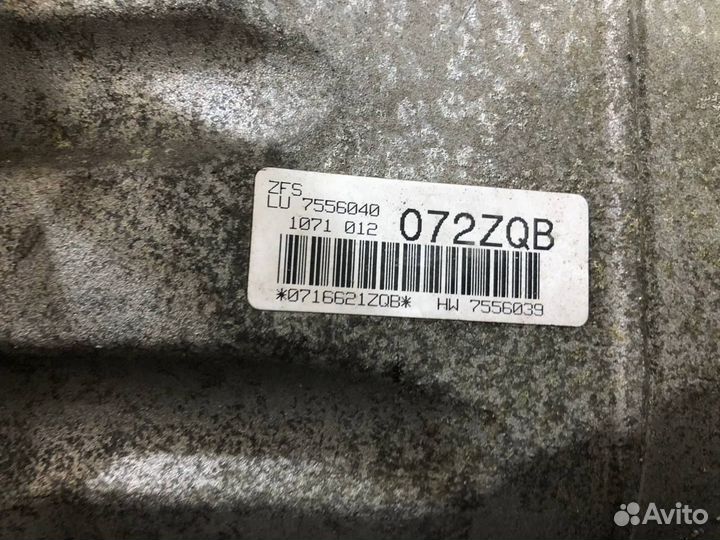 ZFS
LU 7556040
1071 012 072ZQB
*0716621ZQB* HW 7556039
Avito